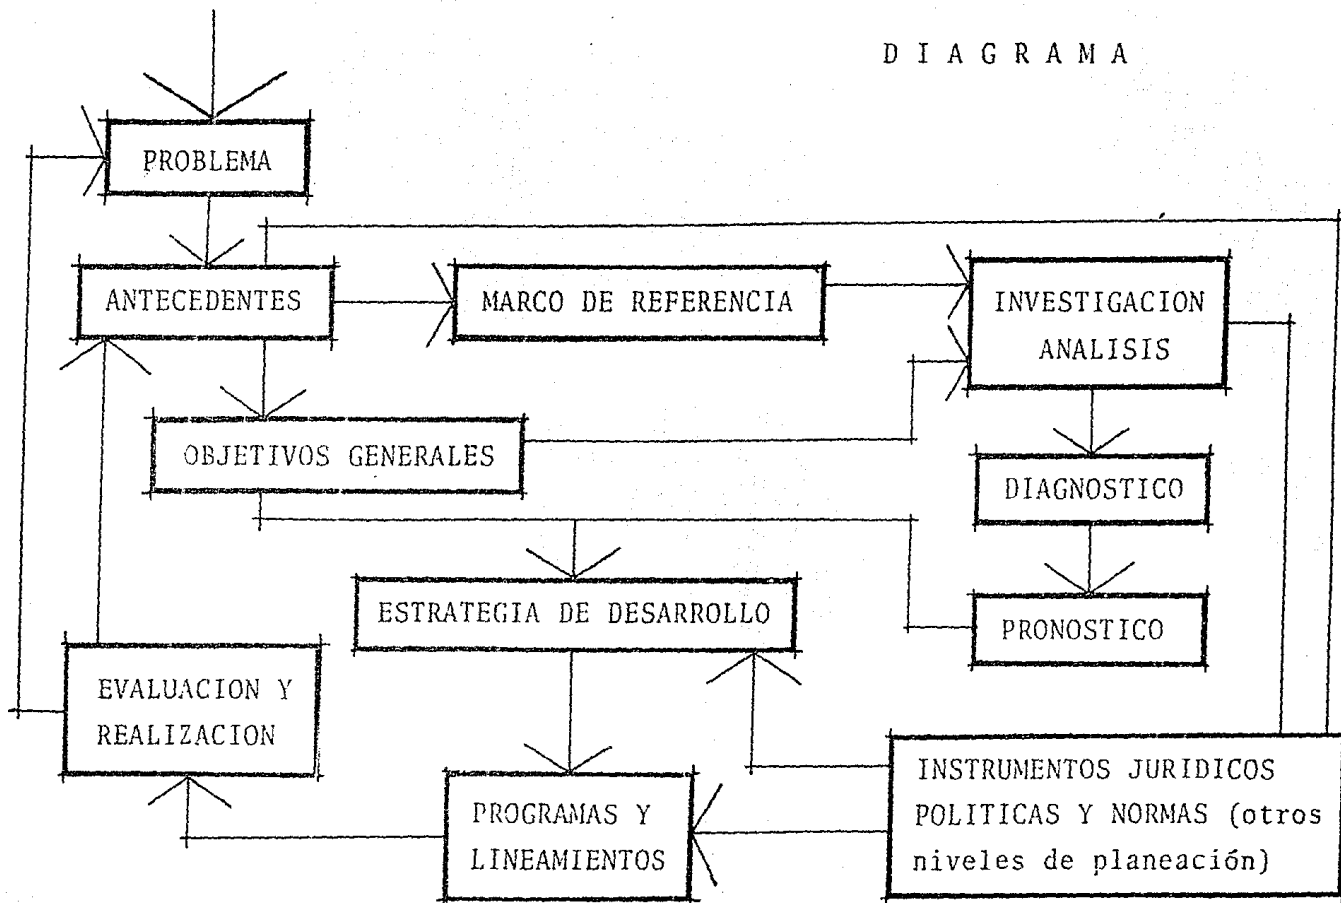 D I A G R A M A
PROBLEMA
ANTECEDENTES
MARCO DE REFERENCIA
INVESTIGACION
ANALISIS
OBJETIVOS GENERALES
DIAGNOSTICO
ESTRATEGIA DE DESARROLLO
PRONOSTICO
EVALUACION Y
REALIZACION
PROGRAMAS Y
LINEAMIENTOS
INSTRUMENTOS JURIDICOS
POLITICAS Y NORMAS (otros
niveles de planeación)